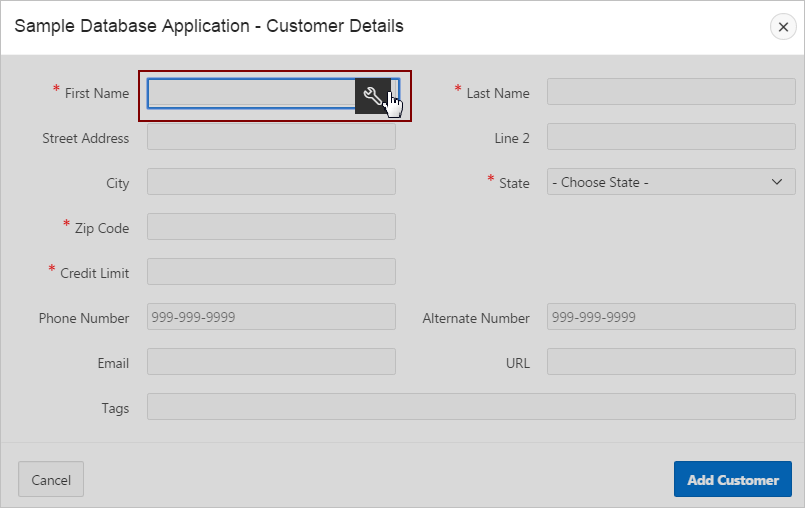 Sample Database Application - Customer Details
* First Name
* Last Name
Street Address
Line 2
City
* State
- Choose State -
* Zip Code
* Credit Limit
Phone Number
999-999-9999
Alternate Number
999-999-9999
Email
URL
Tags
Cancel
Add Customer